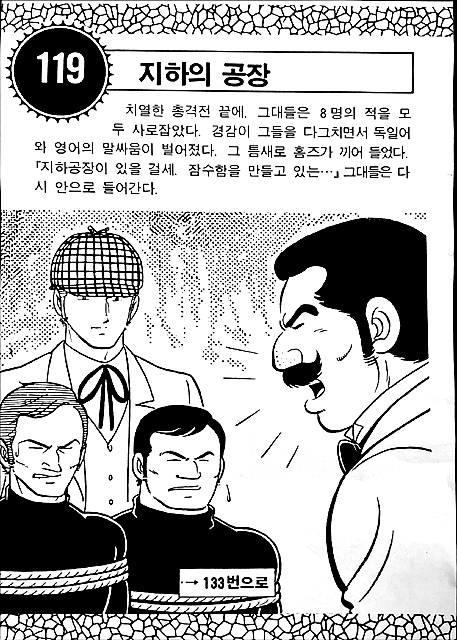 119
지하의 공장
치열한 총격전 끝에, 그대들은 8명의 적을 모
두 사로잡았다. 경감이 그들을 다그치면서 독일어
와 영어의 말싸움이 벌어졌다. 그 틈새로 홈즈가 끼어 들었다.
『지하공장이 있을 걸세. 잠수함을 만들고 있는…』 그대들은 다
시 안으로 들어간다.
·→ 133번으로